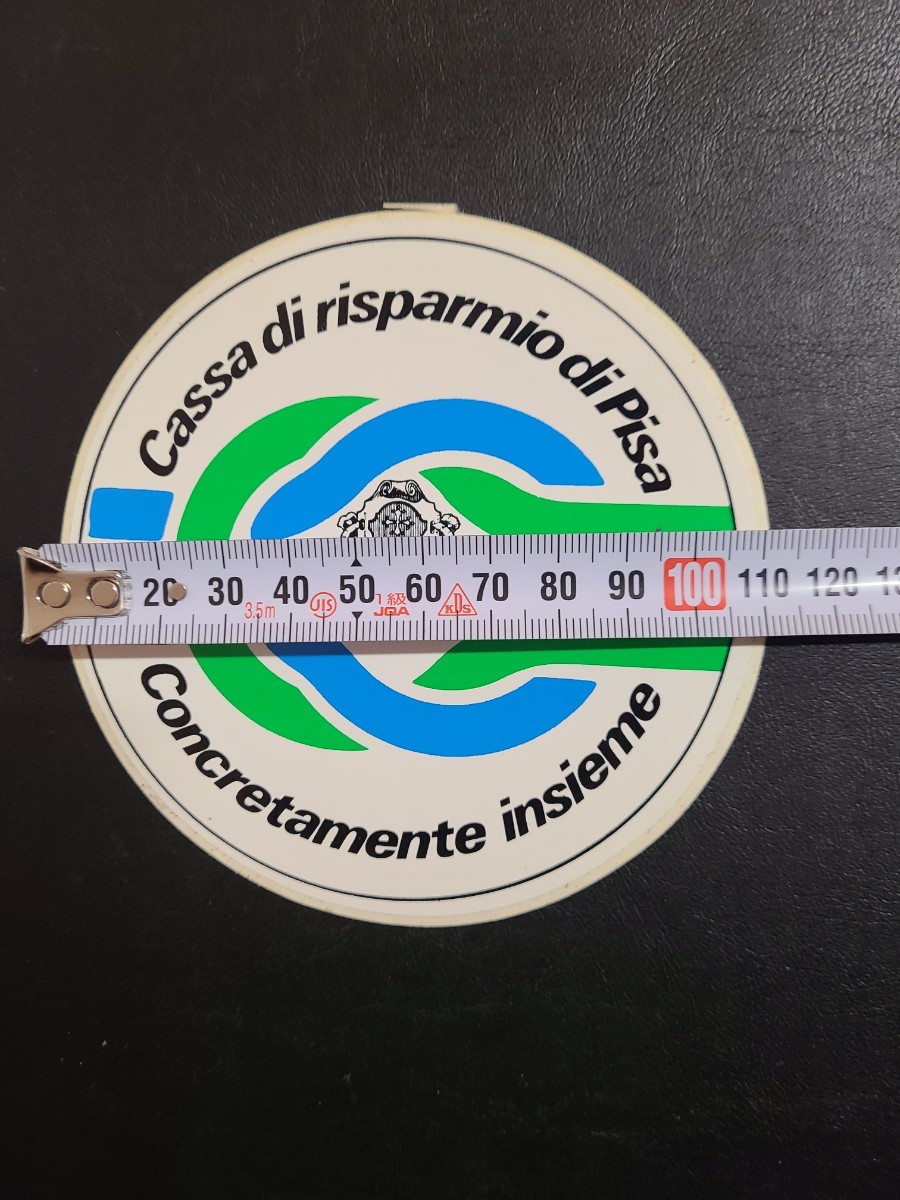 Cassa di risparmio di Pisa
20 30 40 50 60 70 80 90 100 110 120
3.5m JIS 1級 JQA KDS
Concretamente insieme